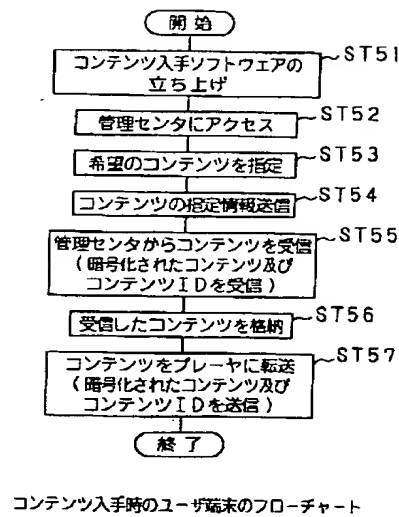 開始
コンテンツ入手ソフトウェアの
立ち上げ
ST51
管理センタにアクセス
ST52
希望のコンテンツを指定
ST53
コンテンツの指定情報送信
ST54
管理センタからコンテンツを受信
(暗号化されたコンテンツ及び
コンテンツIDを受信)
ST55
受信したコンテンツを格納
ST56
コンテンツをプレーヤに転送
(暗号化されたコンテンツ及び
コンテンツIDを送信)
ST57
終了
コンテンツ入手時のユーザ端末のフローチャート